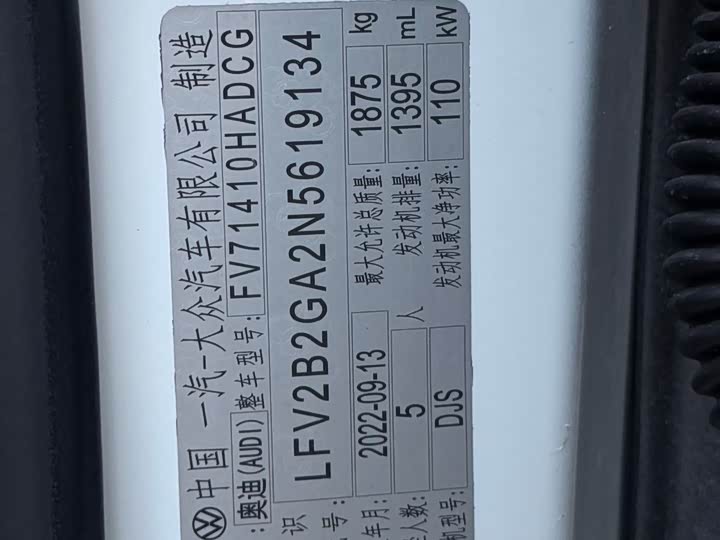 中国 一汽-大众汽车有限公司 制造
: 奥迪(AUDI) 整车型号: FV71410HADCG
识
号: LFV2B2GA2N5619134
年月: 2022-09-13 最大允许总质量: 1875 kg
人数: 5 人 发动机排量: 1395 mL
机型号: DJS 发动机最大净功率: 110 kW